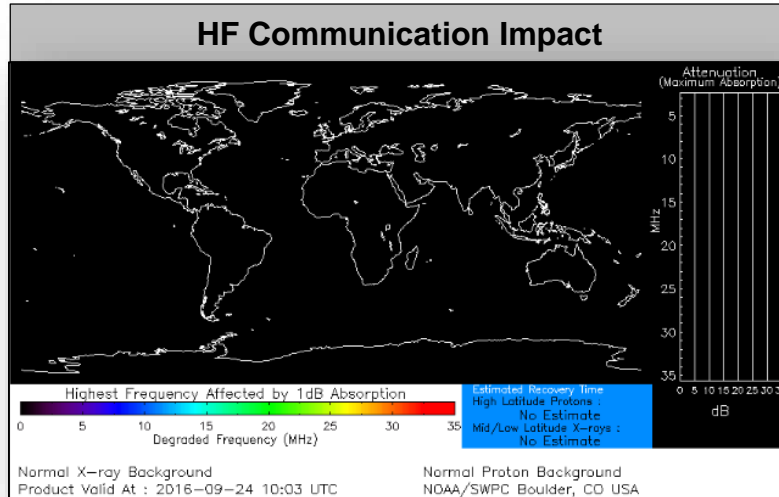 HF Communication Impact
Attenuation
(Maximum Absorption)
5
10
15
20
25
30
35
MHz
0 5 10 15 20 25 30 35
dB
Highest Frequency Affected by 1dB Absorption
0 5 10 15 20 25 30 35
Degraded Frequency (MHz)
Estimated Recovery Time
High Latitude Protons :
No Estimate
Mid/Low Latitude X-rays :
No Estimate
Normal X-ray Background
Normal Proton Background
Product Valid At : 2016-09-24 10:03 UTC
NOAA/SWPC Boulder, CO USA